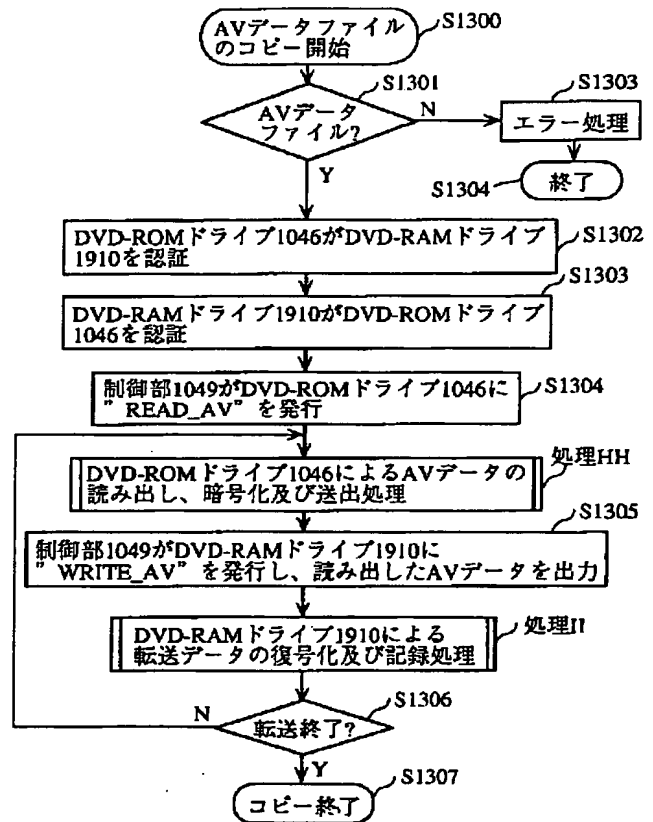 AVデータファイル
のコピー開始
S1300
S1301
AVデータ
ファイル?
N
Y
S1303
エラー処理
S1304
終了
DVD-ROMドライブ1046がDVD-RAMドライブ
1910を認証
S1302
S1303
DVD-RAMドライブ1910がDVD-ROMドライブ
1046を認証
制御部1049がDVD-ROMドライブ1046に
”READ_AV”を発行
S1304
DVD-ROMドライブ1046によるAVデータの
読み出し、暗号化及び送出処理
処理HH
S1305
制御部1049がDVD-RAMドライブ1910に
”WRITE_AV”を発行し、読み出したAVデータを出力
DVD-RAMドライブ1910による
転送データの復号化及び記録処理
処理II
S1306
N
転送終了?
Y
S1307
コピー終了